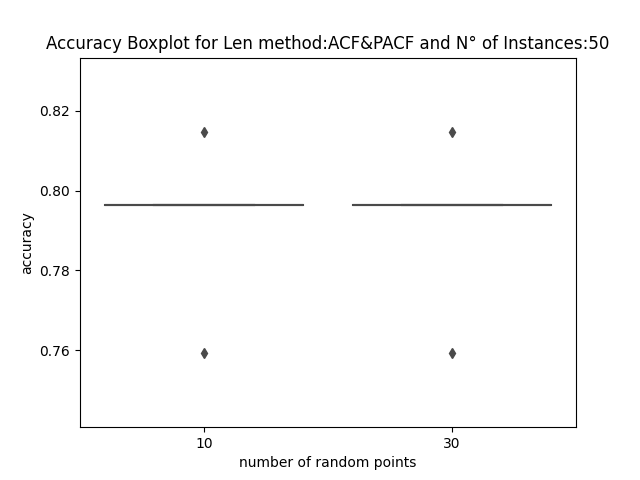 Accuracy Boxplot for Len method:ACF&PACF and N° of Instances:50
0.82
0.80
0.78
0.76
accuracy
10
30
number of random points